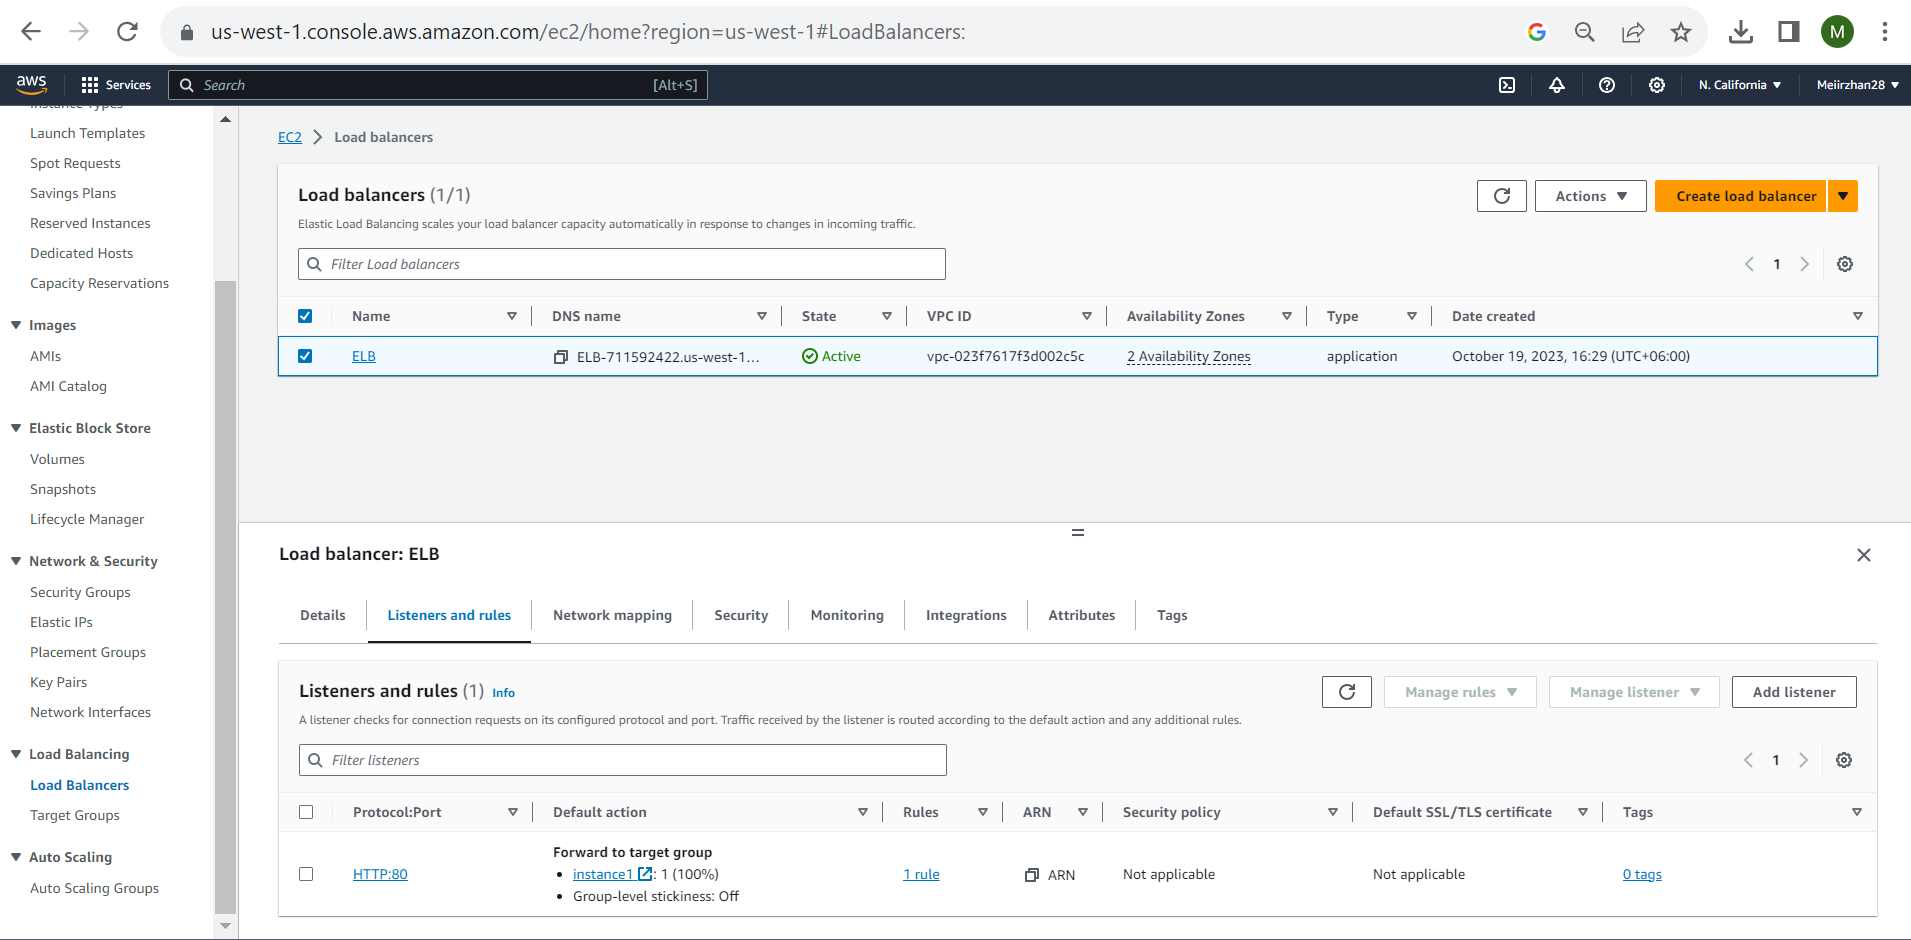 us-west-1.console.aws.amazon.com/ec2/home?region=us-west-1#LoadBalancers:
M
aws
Services
Search
[Alt+S]
N. California
Meiirzhan28
Instance Types
Launch Templates
Spot Requests
Savings Plans
Reserved Instances
Dedicated Hosts
Capacity Reservations
Images
AMIs
AMI Catalog
Elastic Block Store
Volumes
Snapshots
Lifecycle Manager
Network & Security
Security Groups
Elastic IPs
Placement Groups
Key Pairs
Network Interfaces
Load Balancing
Load Balancers
Target Groups
Auto Scaling
Auto Scaling Groups
EC2 > Load balancers
Load balancers (1/1)
Actions
Create load balancer
Elastic Load Balancing scales your load balancer capacity automatically in response to changes in incoming traffic.
Filter Load balancers
1
Name DNS name State VPC ID Availability Zones Type Date created
ELB ELB-711592422.us-west-1... Active vpc-023f7617f3d002c5c 2 Availability Zones application October 19, 2023, 16:29 (UTC+06:00)
Load balancer: ELB
Details Listeners and rules Network mapping Security Monitoring Integrations Attributes Tags
Listeners and rules (1) Info
Manage rules
Manage listener
Add listener
A listener checks for connection requests on its configured protocol and port. Traffic received by the listener is routed according to the default action and any additional rules.
Filter listeners
1
Protocol:Port Default action Rules ARN Security policy Default SSL/TLS certificate Tags
Forward to target group
HTTP:80 • instance1: 1 (100%) 1 rule ARN Not applicable Not applicable 0 tags
• Group-level stickiness: Off